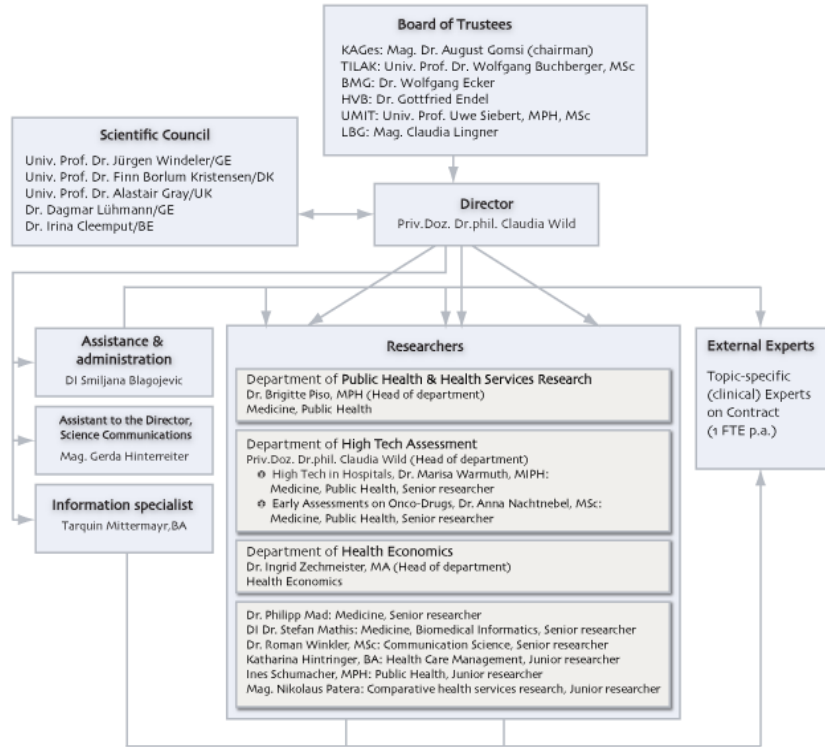 Board of Trustees
KAGes: Mag. Dr. August Gomsi (chairman)
TILAK: Univ. Prof. Dr. Wolfgang Buchberger, MSc
BMG: Dr. Wolfgang Ecker
HVB: Dr. Gottfried Endel
UMIT: Univ. Prof. Uwe Siebert, MPH, MSc
LBG: Mag. Claudia Lingner
Scientific Council
Univ. Prof. Dr. Jürgen Windeler/GE
Univ. Prof. Dr. Finn Borlum Kristensen/DK
Univ. Prof. Dr. Alastair Gray/UK
Dr. Dagmar Lühmann/GE
Dr. Irina Cleemput/BE
Director
Priv.Doz. Dr.phil. Claudia Wild
Assistance &
administration
DI Smiljana Blagojevic
Assistant to the Director,
Science Communications
Mag. Gerda Hinterreiter
Information specialist
Tarquin Mittermayr,BA
Researchers
Department of Public Health & Health Services Research
Dr. Brigitte Piso, MPH (Head of department)
Medicine, Public Health
Department of High Tech Assessment
Priv.Doz. Dr.phil. Claudia Wild (Head of department)
High Tech in Hospitals, Dr. Marisa Warmuth, MIPH:
Medicine, Public Health, Senior researcher
Early Assessments on Onco-Drugs, Dr. Anna Nachtnebel, MSc:
Medicine, Public Health, Senior researcher
Department of Health Economics
Dr. Ingrid Zechmeister, MA (Head of department)
Health Economics
Dr. Philipp Mad: Medicine, Senior researcher
DI Dr. Stefan Mathis: Medicine, Biomedical Informatics, Senior researcher
Dr. Roman Winkler, MSc: Communication Science, Senior researcher
Katharina Hintringer, BA: Health Care Management, Junior researcher
Ines Schumacher, MPH: Public Health, Junior researcher
Mag. Nikolaus Patera: Comparative health services research, Junior researcher
External Experts
Topic-specific
(clinical) Experts
on Contract
(1 FTE p.a.)